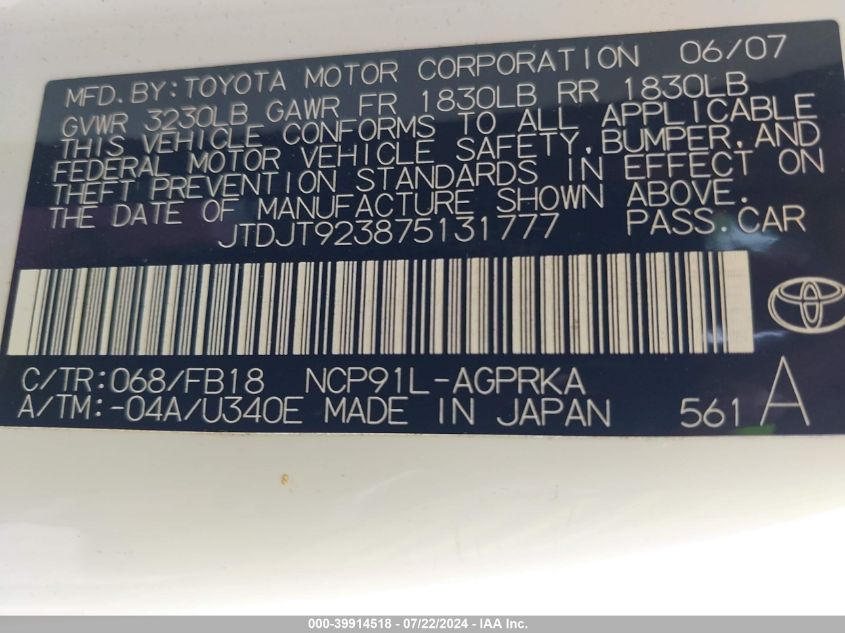 MFD.BY:TOYOTA MOTOR CORPORATION 06/07
GVWR 3230LB GAWR FR 1830LB RR 1830LB
THIS VEHICLE CONFORMS TO ALL APPLICABLE
FEDERAL MOTOR VEHICLE SAFETY,BUMPER,AND
THEFT PREVENTION STANDARDS IN EFFECT ON
THE DATE OF MANUFACTURE SHOWN ABOVE.
JTDJT923875131777 PASS.CAR
C/TR:068/FB18 NCP91L-AGPRKA
A/TM:-04A/U340E MADE IN JAPAN 561 A
000-39914518 - 07/22/2024 - IAA Inc.